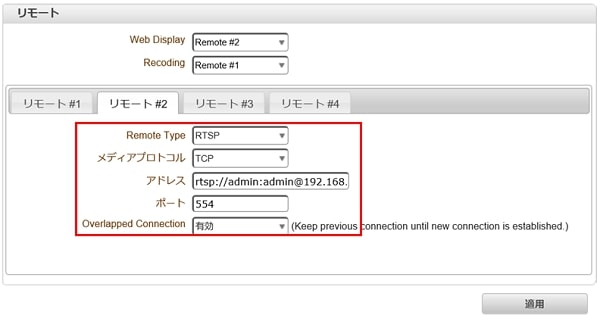 リモート
Web Display Remote #2
Recoding Remote #1
リモート #1 リモート #2 リモート #3 リモート #4
Remote Type RTSP
メディアプロトコル TCP
アドレス rtsp://admin:admin@192.168.
ポート 554
Overlapped Connection 有効 (Keep previous connection until new connection is established.)
適用